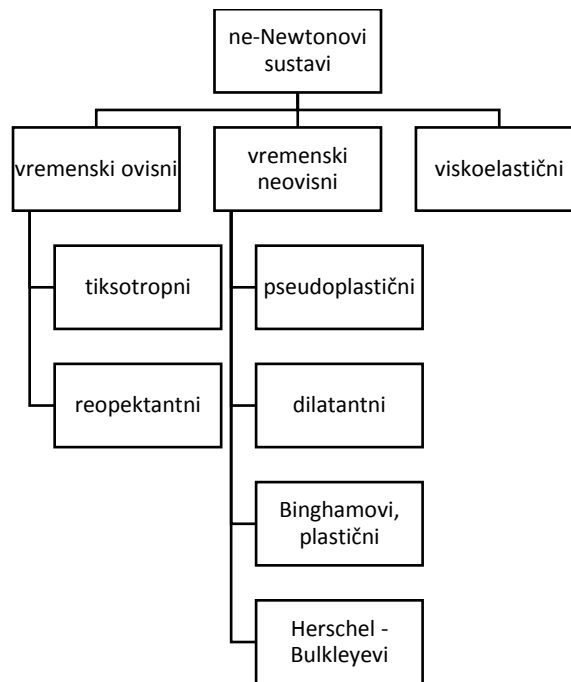 ne-Newtonovi
sustavi
vremenski ovisni
vremenski
neovisni
viskoelastični
tiksotropni
pseudoplastični
reopektantni
dilatantni
Binghamovi,
plastični
Herschel -
Bulkleyevi